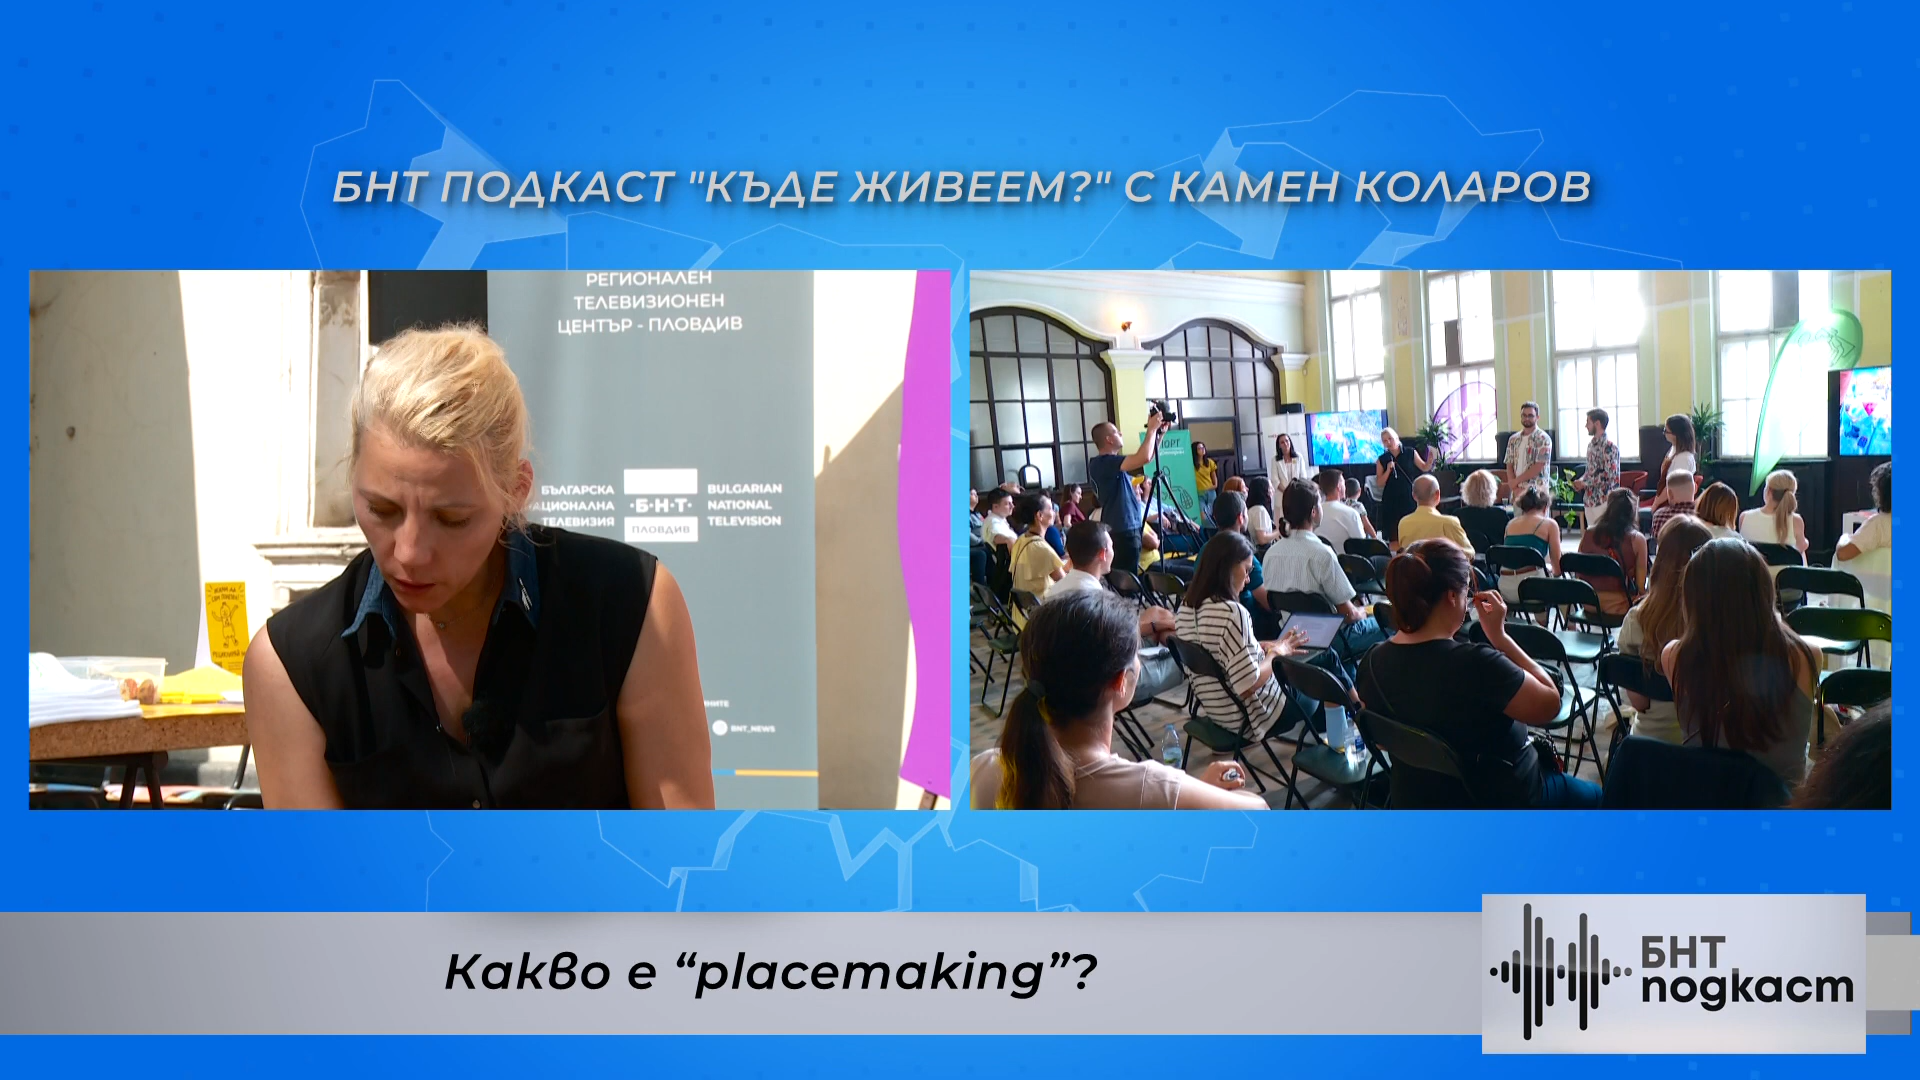 БНТ ПОДКАСТ "КЪДЕ ЖИВЕЕМ?" С КАМЕН КОЛАРОВ
РЕГИОНАЛЕН
ТЕЛЕВИЗИОНЕН
ЦЕНТЪР - ПЛОВДИВ
БЪЛГАРСКА
НАЦИОНАЛНА
ТЕЛЕВИЗИЯ
·Б·Н·Т·
ПЛОВДИВ
BULGARIAN
NATIONAL
TELEVISION
BNT_NEWS
Какво е “placemaking”?
БНТ
подкаст